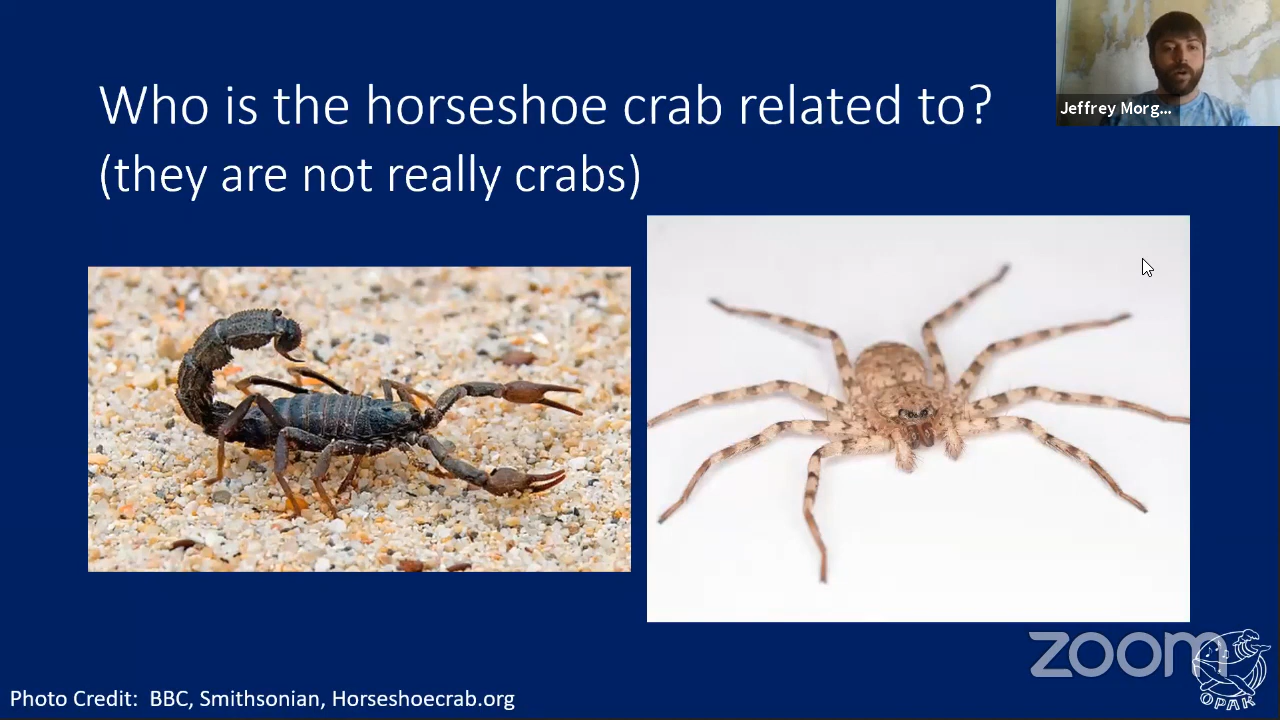 Who is the horseshoe crab related to?
(they are not really crabs)
Jeffrey Morg...
zoom
OPAK
Photo Credit:  BBC, Smithsonian, Horseshoecrab.org